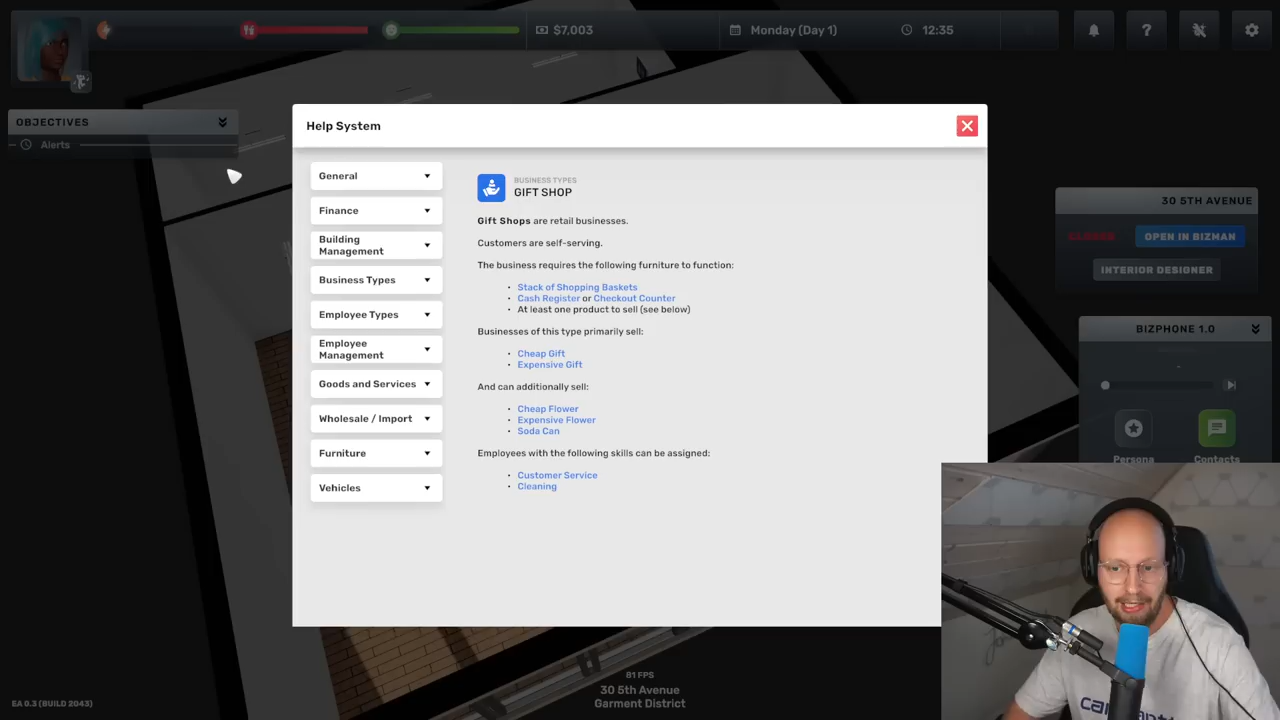 $7,003
Monday (Day 1)
12:35
?
OBJECTIVES
Alerts
Help System
General
Finance
Building
Management
Business Types
Employee Types
Employee
Management
Goods and Services
Wholesale / Import
Furniture
Vehicles
BUSINESS TYPES
GIFT SHOP
Gift Shops are retail businesses.
Customers are self-serving.
The business requires the following furniture to function:
• Stack of Shopping Baskets
• Cash Register or Checkout Counter
• At least one product to sell (see below)
Businesses of this type primarily sell:
• Cheap Gift
• Expensive Gift
And can additionally sell:
• Cheap Flower
• Expensive Flower
• Soda Can
Employees with the following skills can be assigned:
• Customer Service
• Cleaning
30 5TH AVENUE
CLOSED
OPEN IN BIZMAN
INTERIOR DESIGNER
BIZPHONE 1.0
Persona
Contacts
81 FPS
30 5th Avenue
Garment District
EA 0.3 (BUILD 2043)